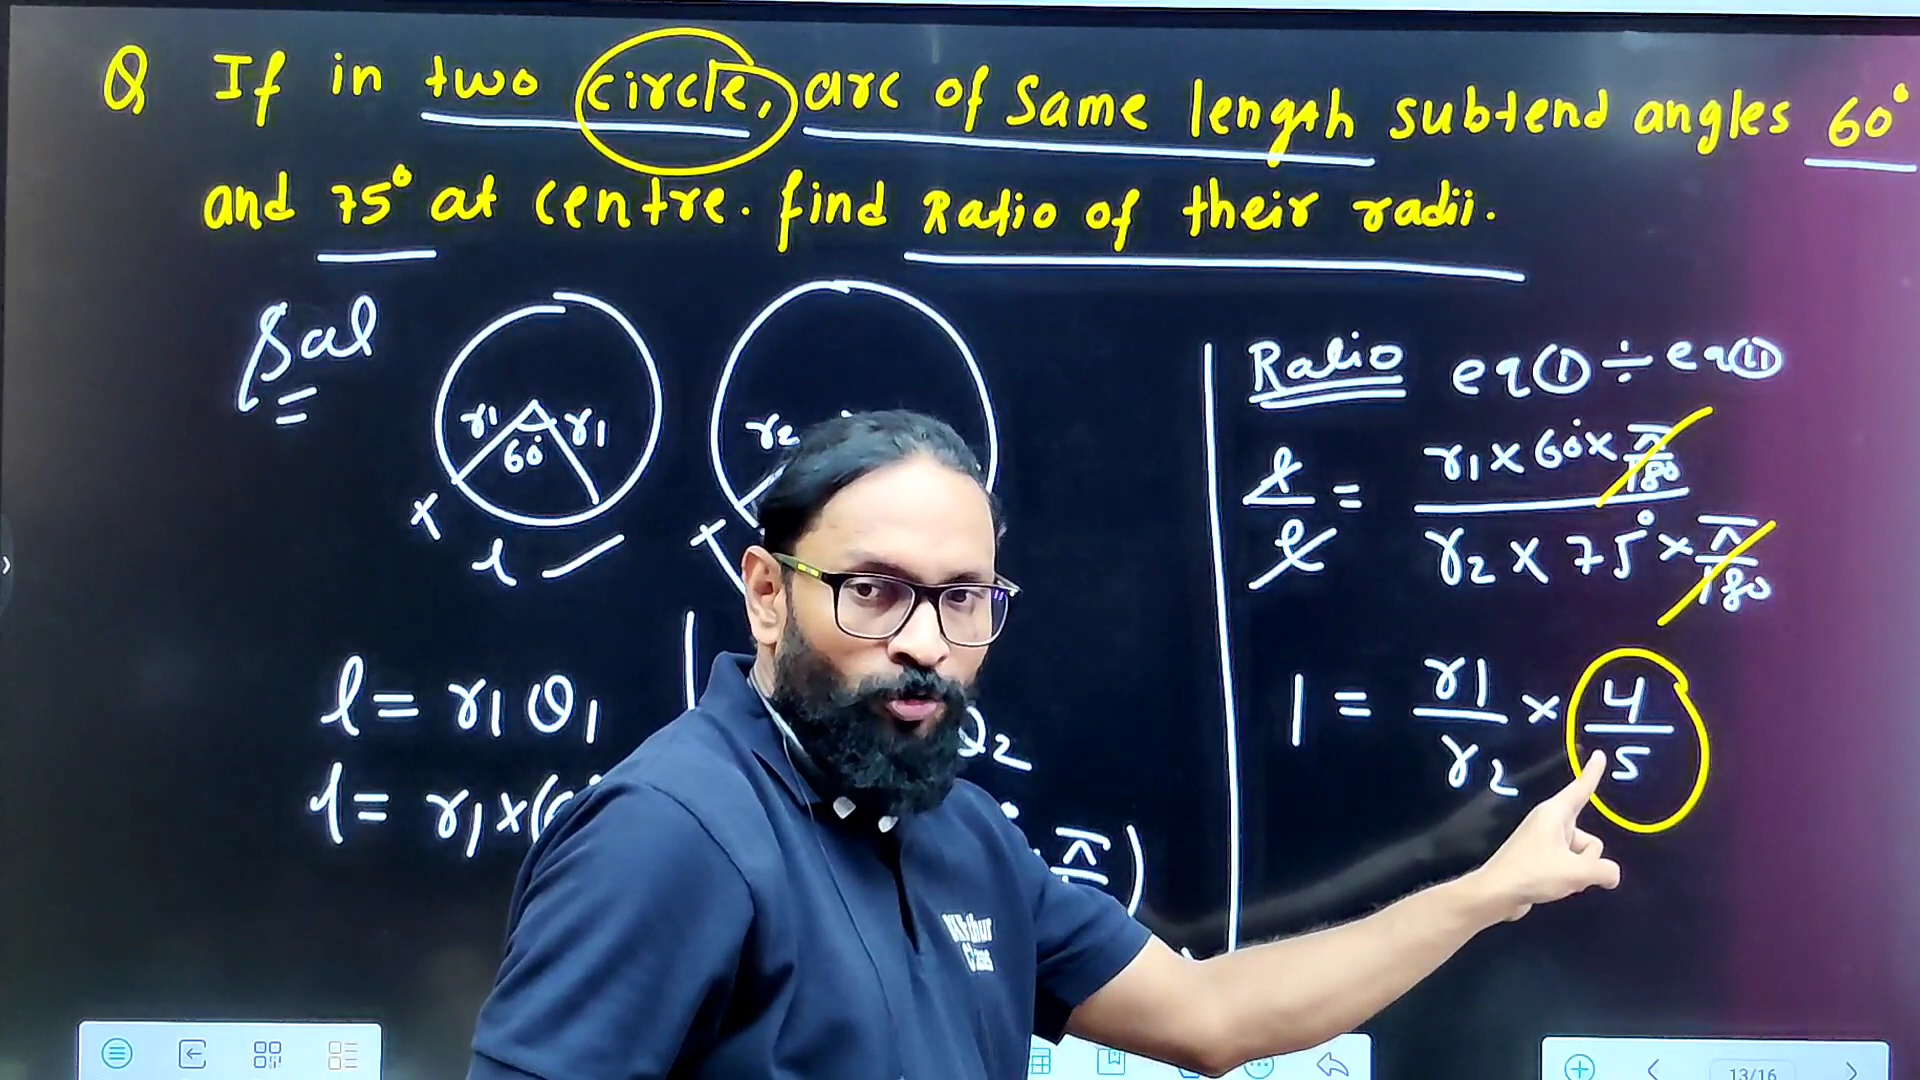 Q If in two circle, arc of Same length subtend angles 60°
and 75° at centre. find Ratio of their radii.
Sol
r1 60° r1
r2
l
l = r1 θ1
θ2
l = r1 × (6
π
Ratio eq① ÷ eq②
l/l = r1 × 60° × π/180 / r2 × 75° × π/180
1 = r1/r2 × 4/5
13/16